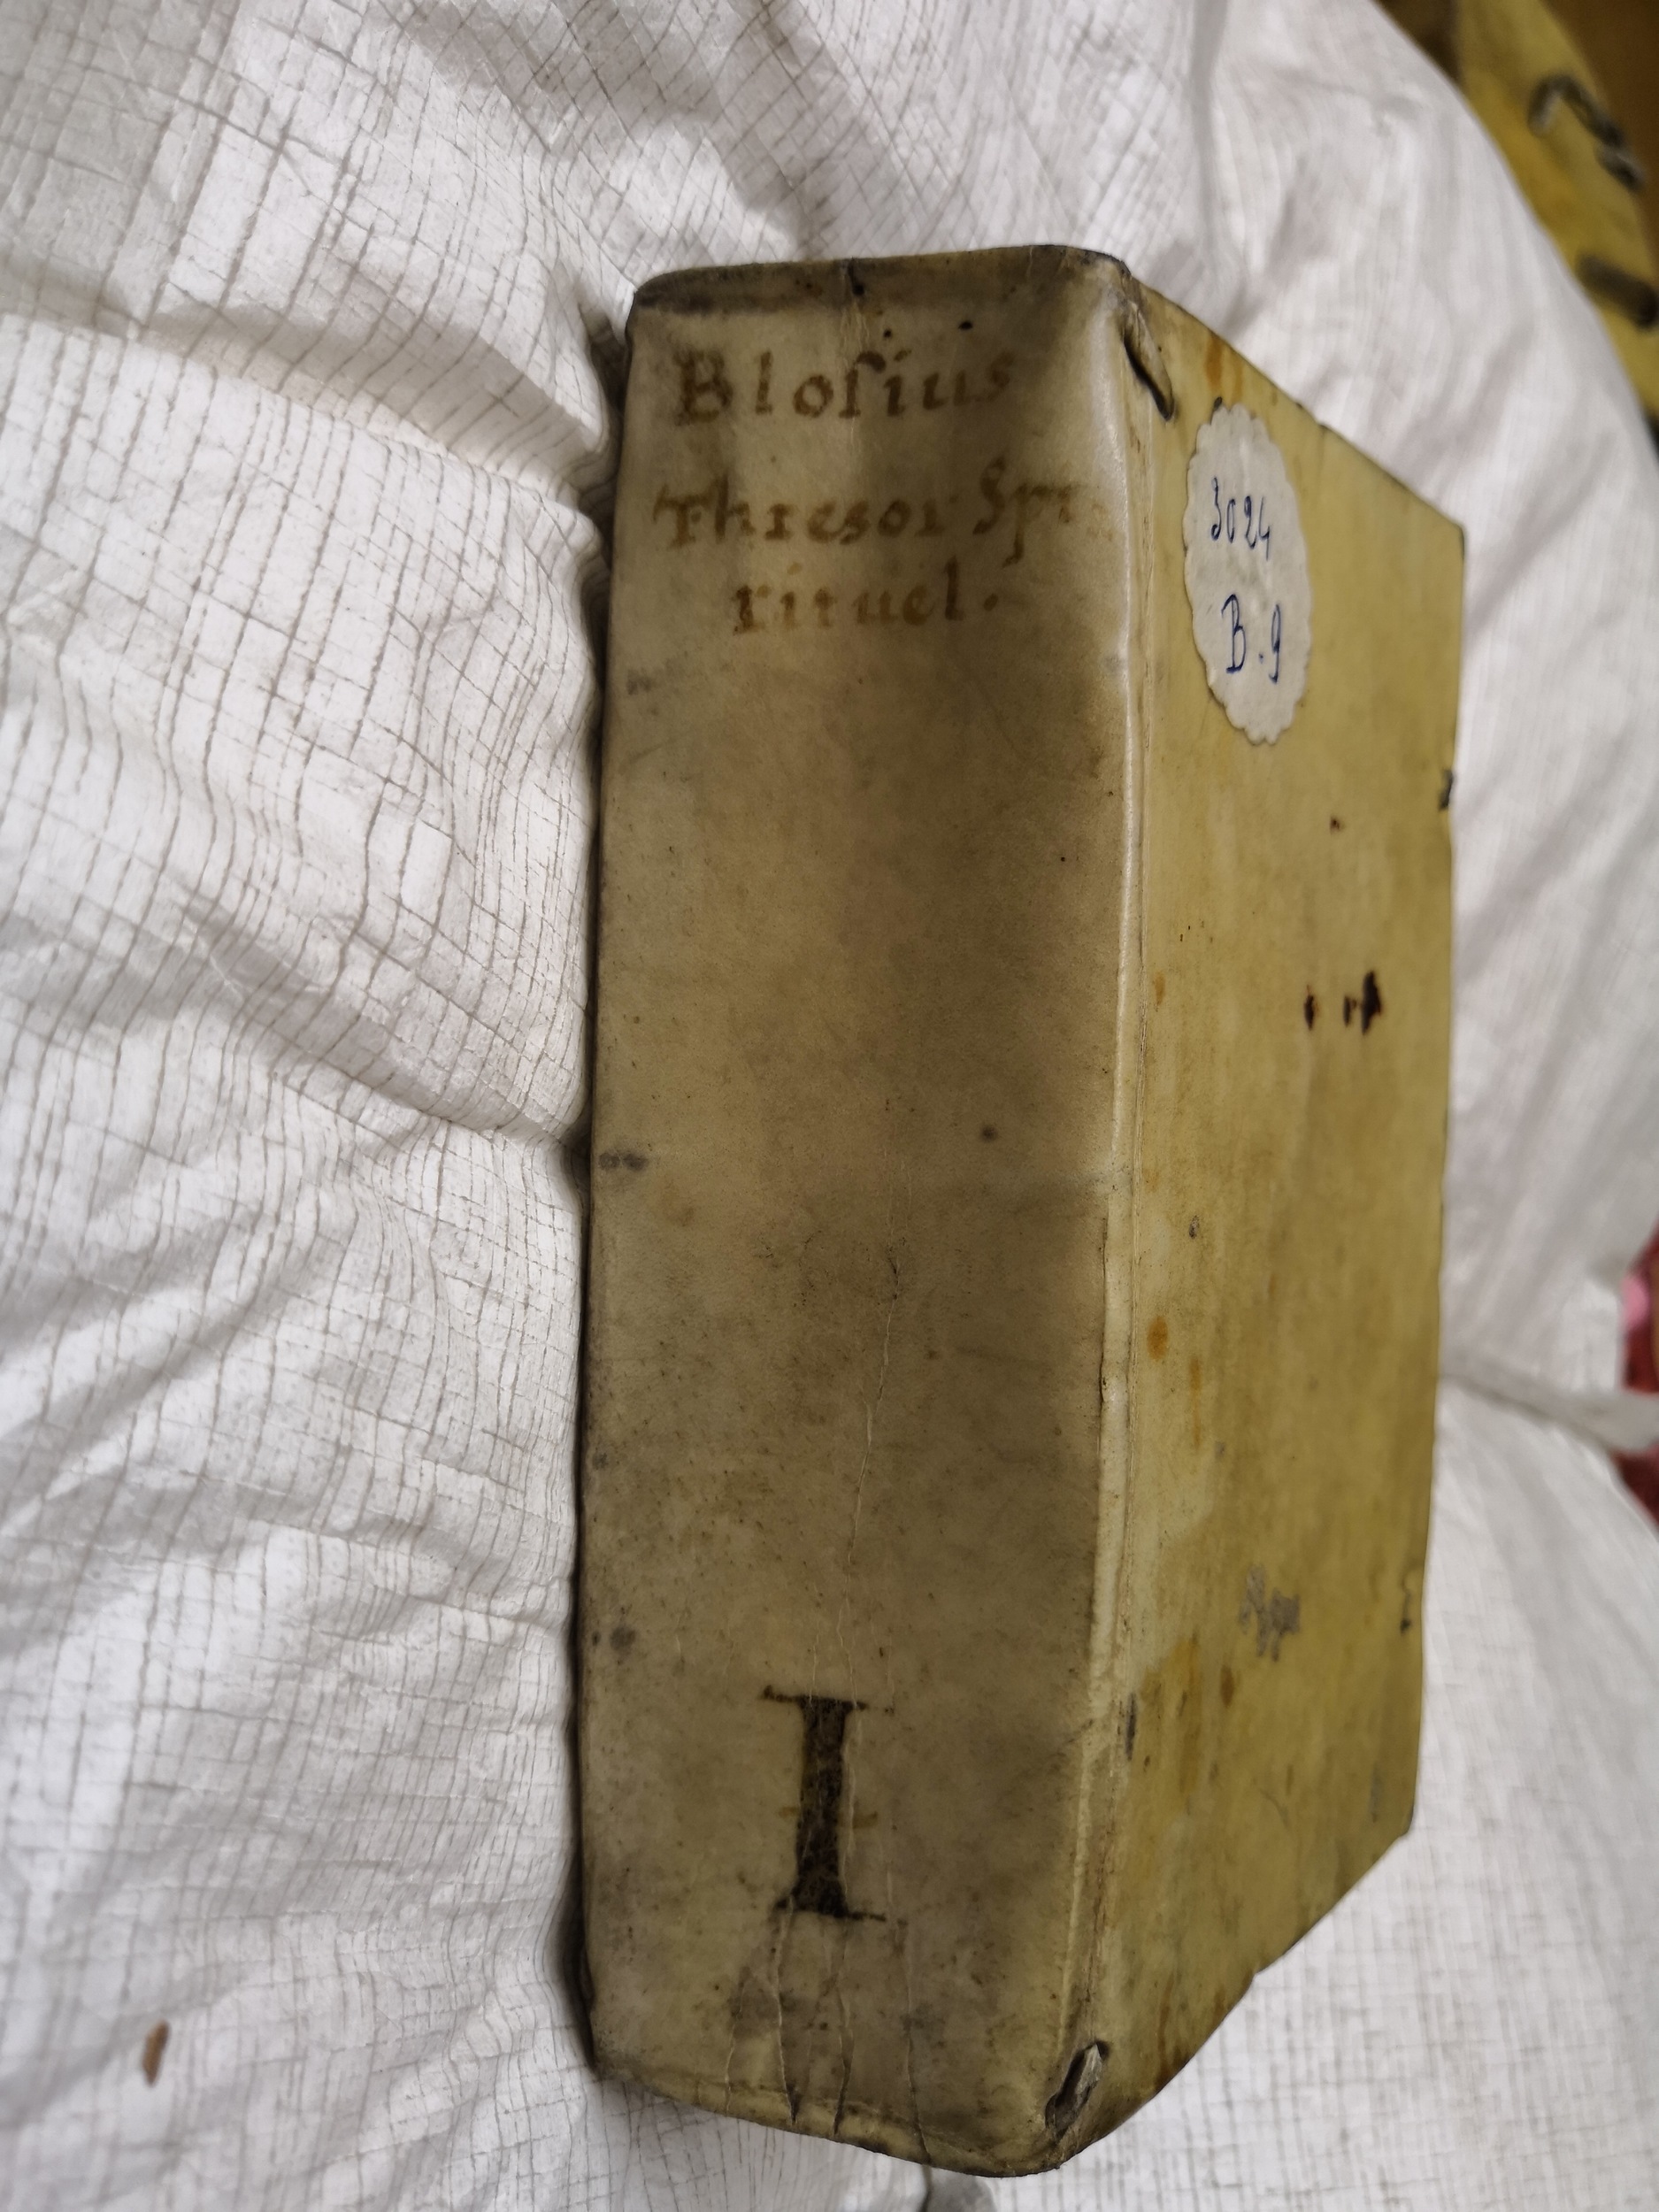 Bloſius
Thresor Spi
rituel.
I
3024
B.9